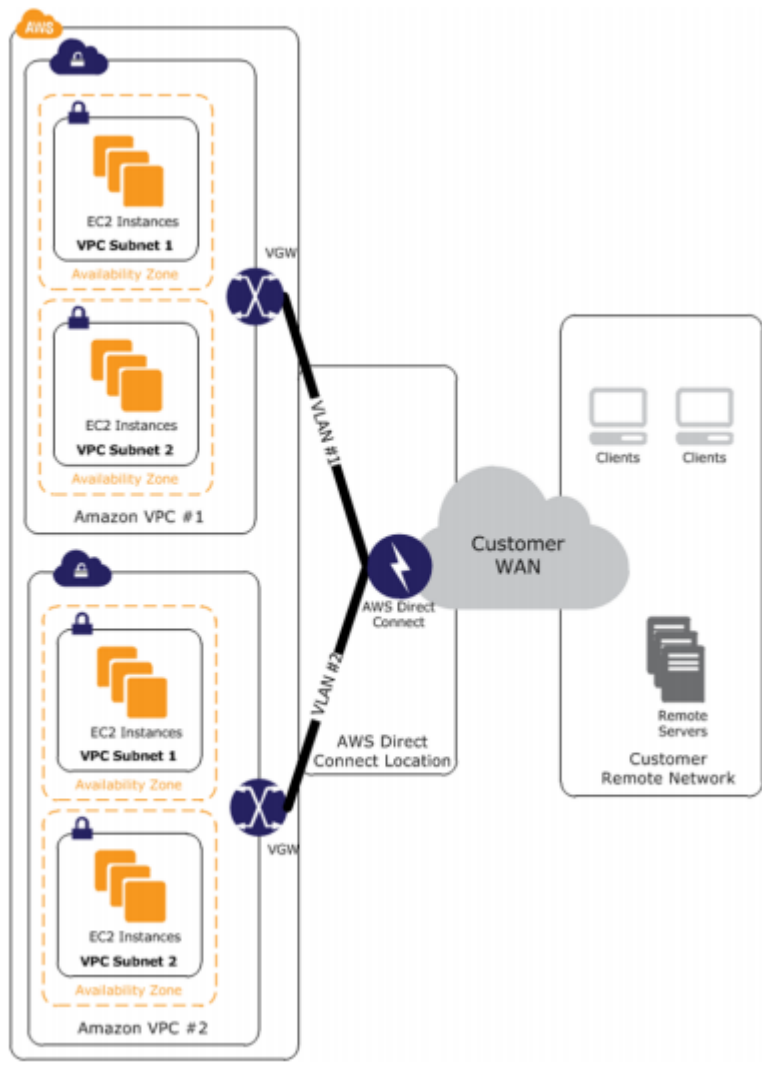 AWS
EC2 Instances
VPC Subnet 1
Availability Zone
VGW
EC2 Instances
VPC Subnet 2
Availability Zone
Amazon VPC #1
VLAN #1
Clients
Clients
Customer
WAN
AWS Direct
Connect
VLAN #2
EC2 Instances
VPC Subnet 1
Availability Zone
Remote
Servers
Customer
Remote Network
AWS Direct
Connect Location
VGW
EC2 Instances
VPC Subnet 2
Availability Zone
Amazon VPC #2